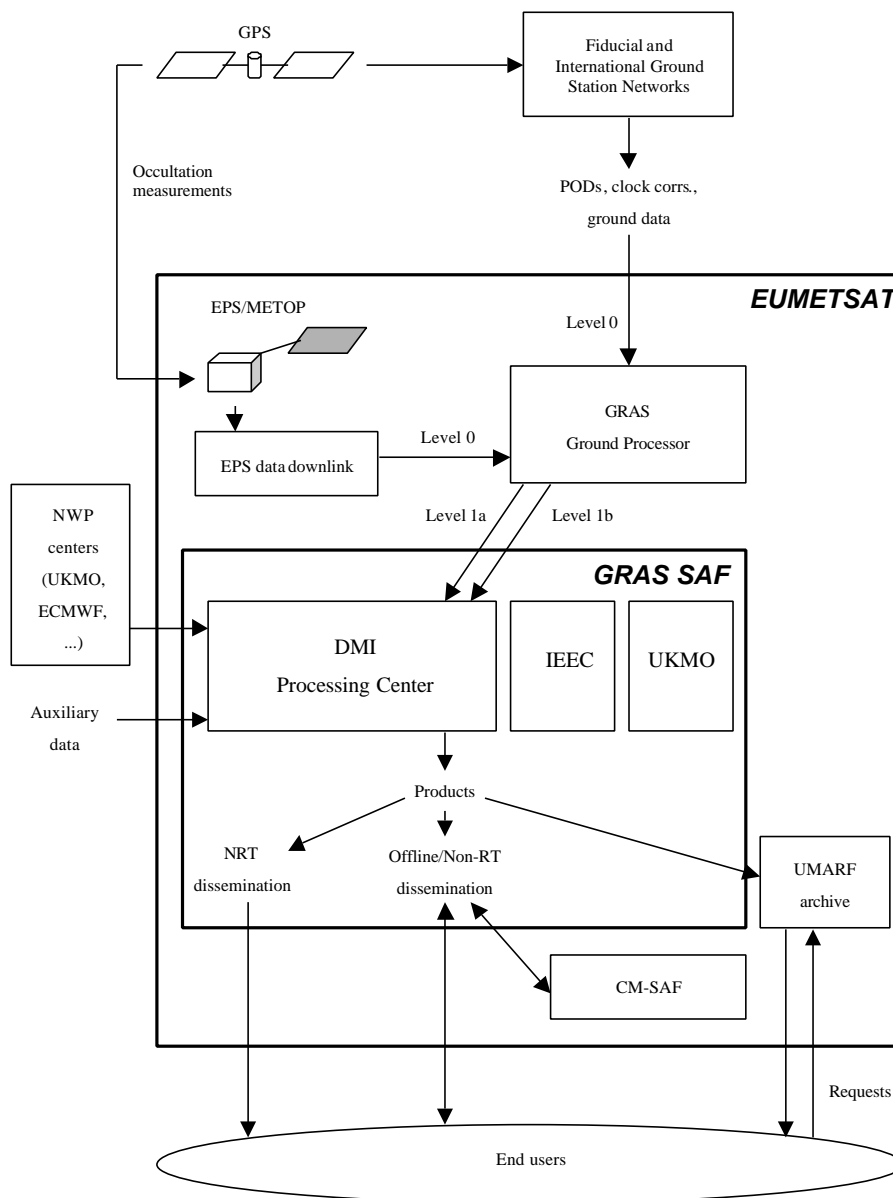 GPS
Fiducial and
International Ground
Station Networks
Occultation
measurements
PODs, clock corrs.,
ground data
EUMETSAT
EPS/METOP
Level 0
GRAS
Ground Processor
Level 0
EPS data downlink
Level 1a
Level 1b
NWP
centers
(UKMO,
ECMWF,
...)
GRAS SAF
DMI
Processing Center
IEEC
UKMO
Auxiliary
data
Products
NRT
dissemination
Offline/Non-RT
dissemination
UMARF
archive
CM-SAF
Requests
End users